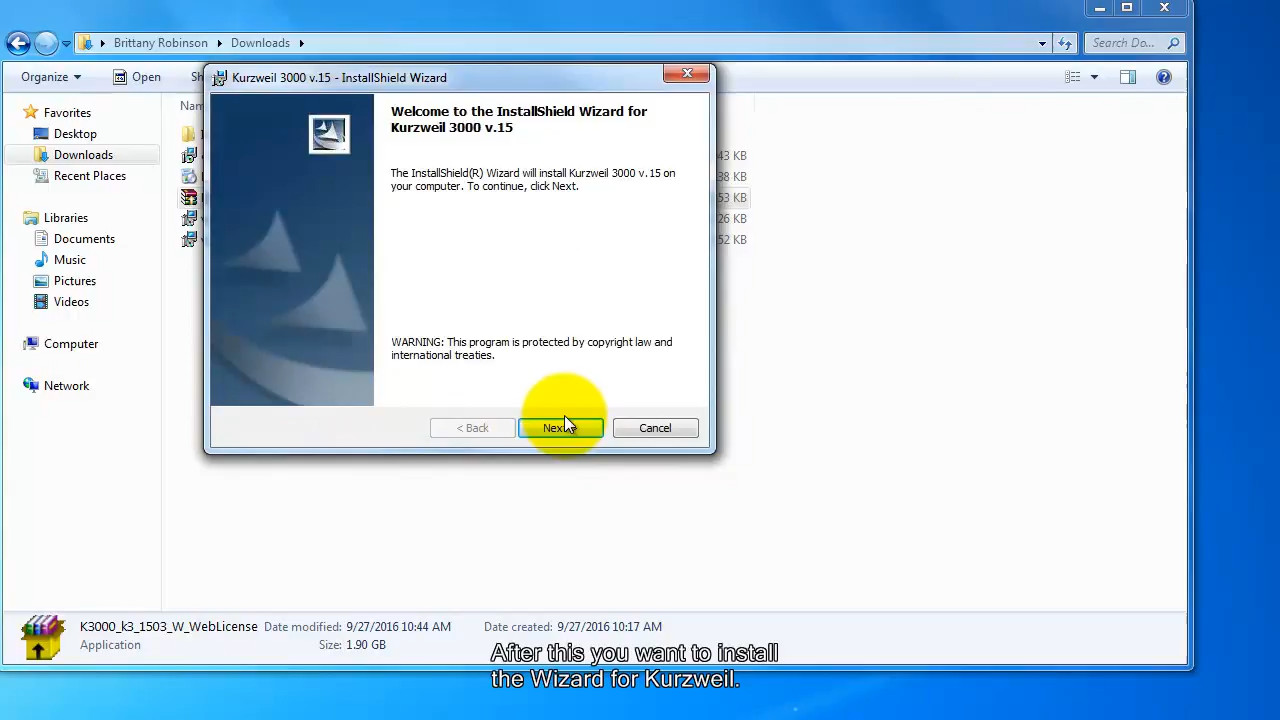 Brittany Robinson
Downloads
Search Do...
Organize
Open
Kurzweil 3000 v.15 - InstallShield Wizard
Welcome to the InstallShield Wizard for
Kurzweil 3000 v.15
The InstallShield(R) Wizard will install Kurzweil 3000 v.15 on
your computer. To continue, click Next.
WARNING: This program is protected by copyright law and
international treaties.
< Back
Cancel
Favorites
Desktop
Downloads
Recent Places
Libraries
Documents
Music
Pictures
Videos
Computer
Network
43 KB
38 KB
53 KB
26 KB
52 KB
K3000_k3_1503_W_WebLicense
Date modified: 9/27/2016 10:44 AM
Date created: 9/27/2016 10:17 AM
Application
Size: 1.90 GB
After this you want to install
the Wizard for Kurzweil.